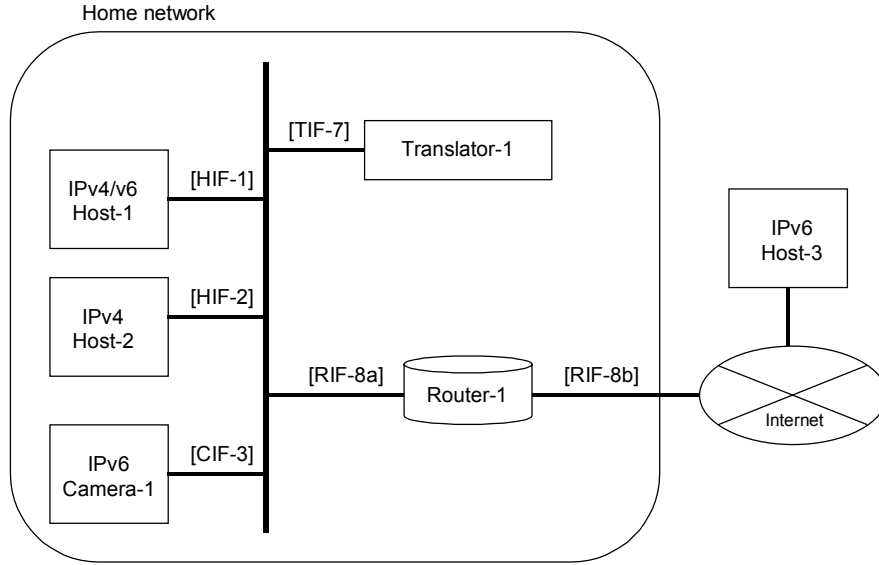 Home network
[TIF-7]
Translator-1
IPv4/v6
Host-1
[HIF-1]
IPv6
Host-3
IPv4
Host-2
[HIF-2]
[RIF-8a]
Router-1
[RIF-8b]
Internet
IPv6
Camera-1
[CIF-3]